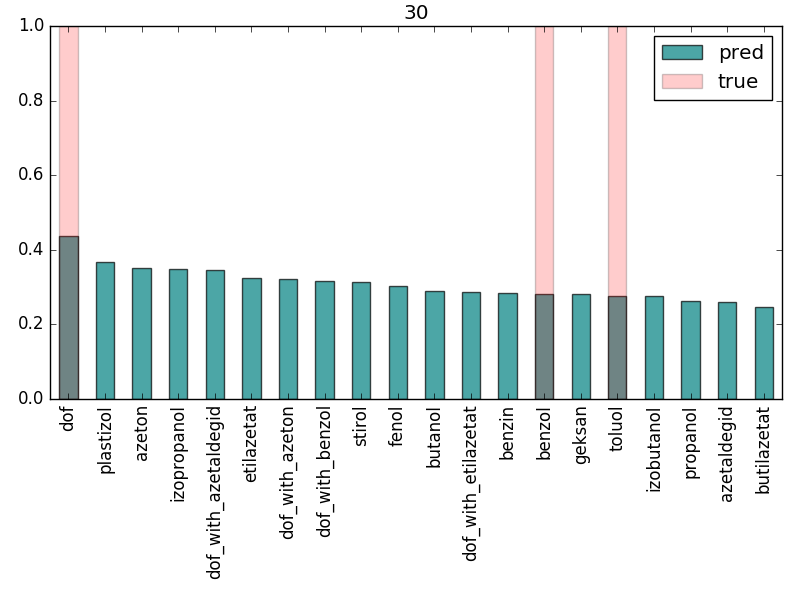 30
pred
true
1.0
0.8
0.6
0.4
0.2
0.0
dof
plastizol
azeton
izopropanol
dof_with_azetaldegid
etilazetat
dof_with_azeton
dof_with_benzol
stirol
fenol
butanol
dof_with_etilazetat
benzin
benzol
geksan
toluol
izobutanol
propanol
azetaldegid
butilazetat